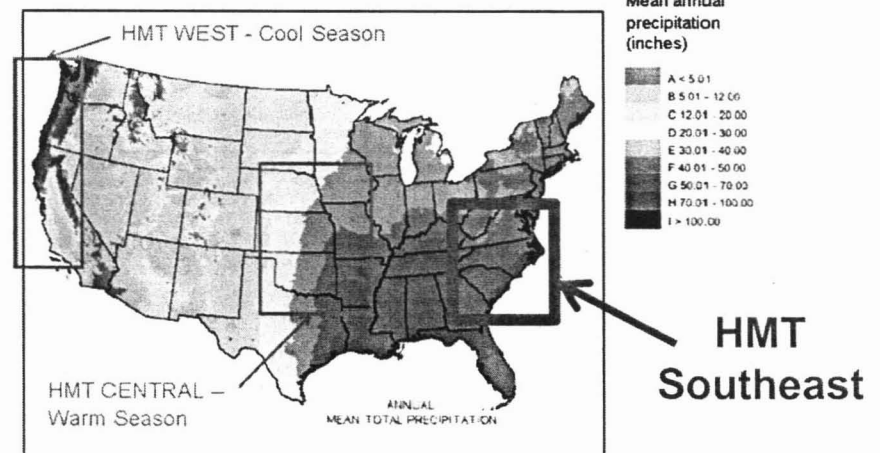 HMT WEST - Cool Season
Mean annual
precipitation
(inches)
A < 5.01
B 5.01 - 12.00
C 12.01 - 20.00
D 20.01 - 30.00
E 30.01 - 40.00
F 40.01 - 50.00
G 50.01 - 70.00
H 70.01 - 100.00
I > 100.00
HMT
Southeast
HMT CENTRAL –
Warm Season
ANNUAL
MEAN TOTAL PRECIPITATION